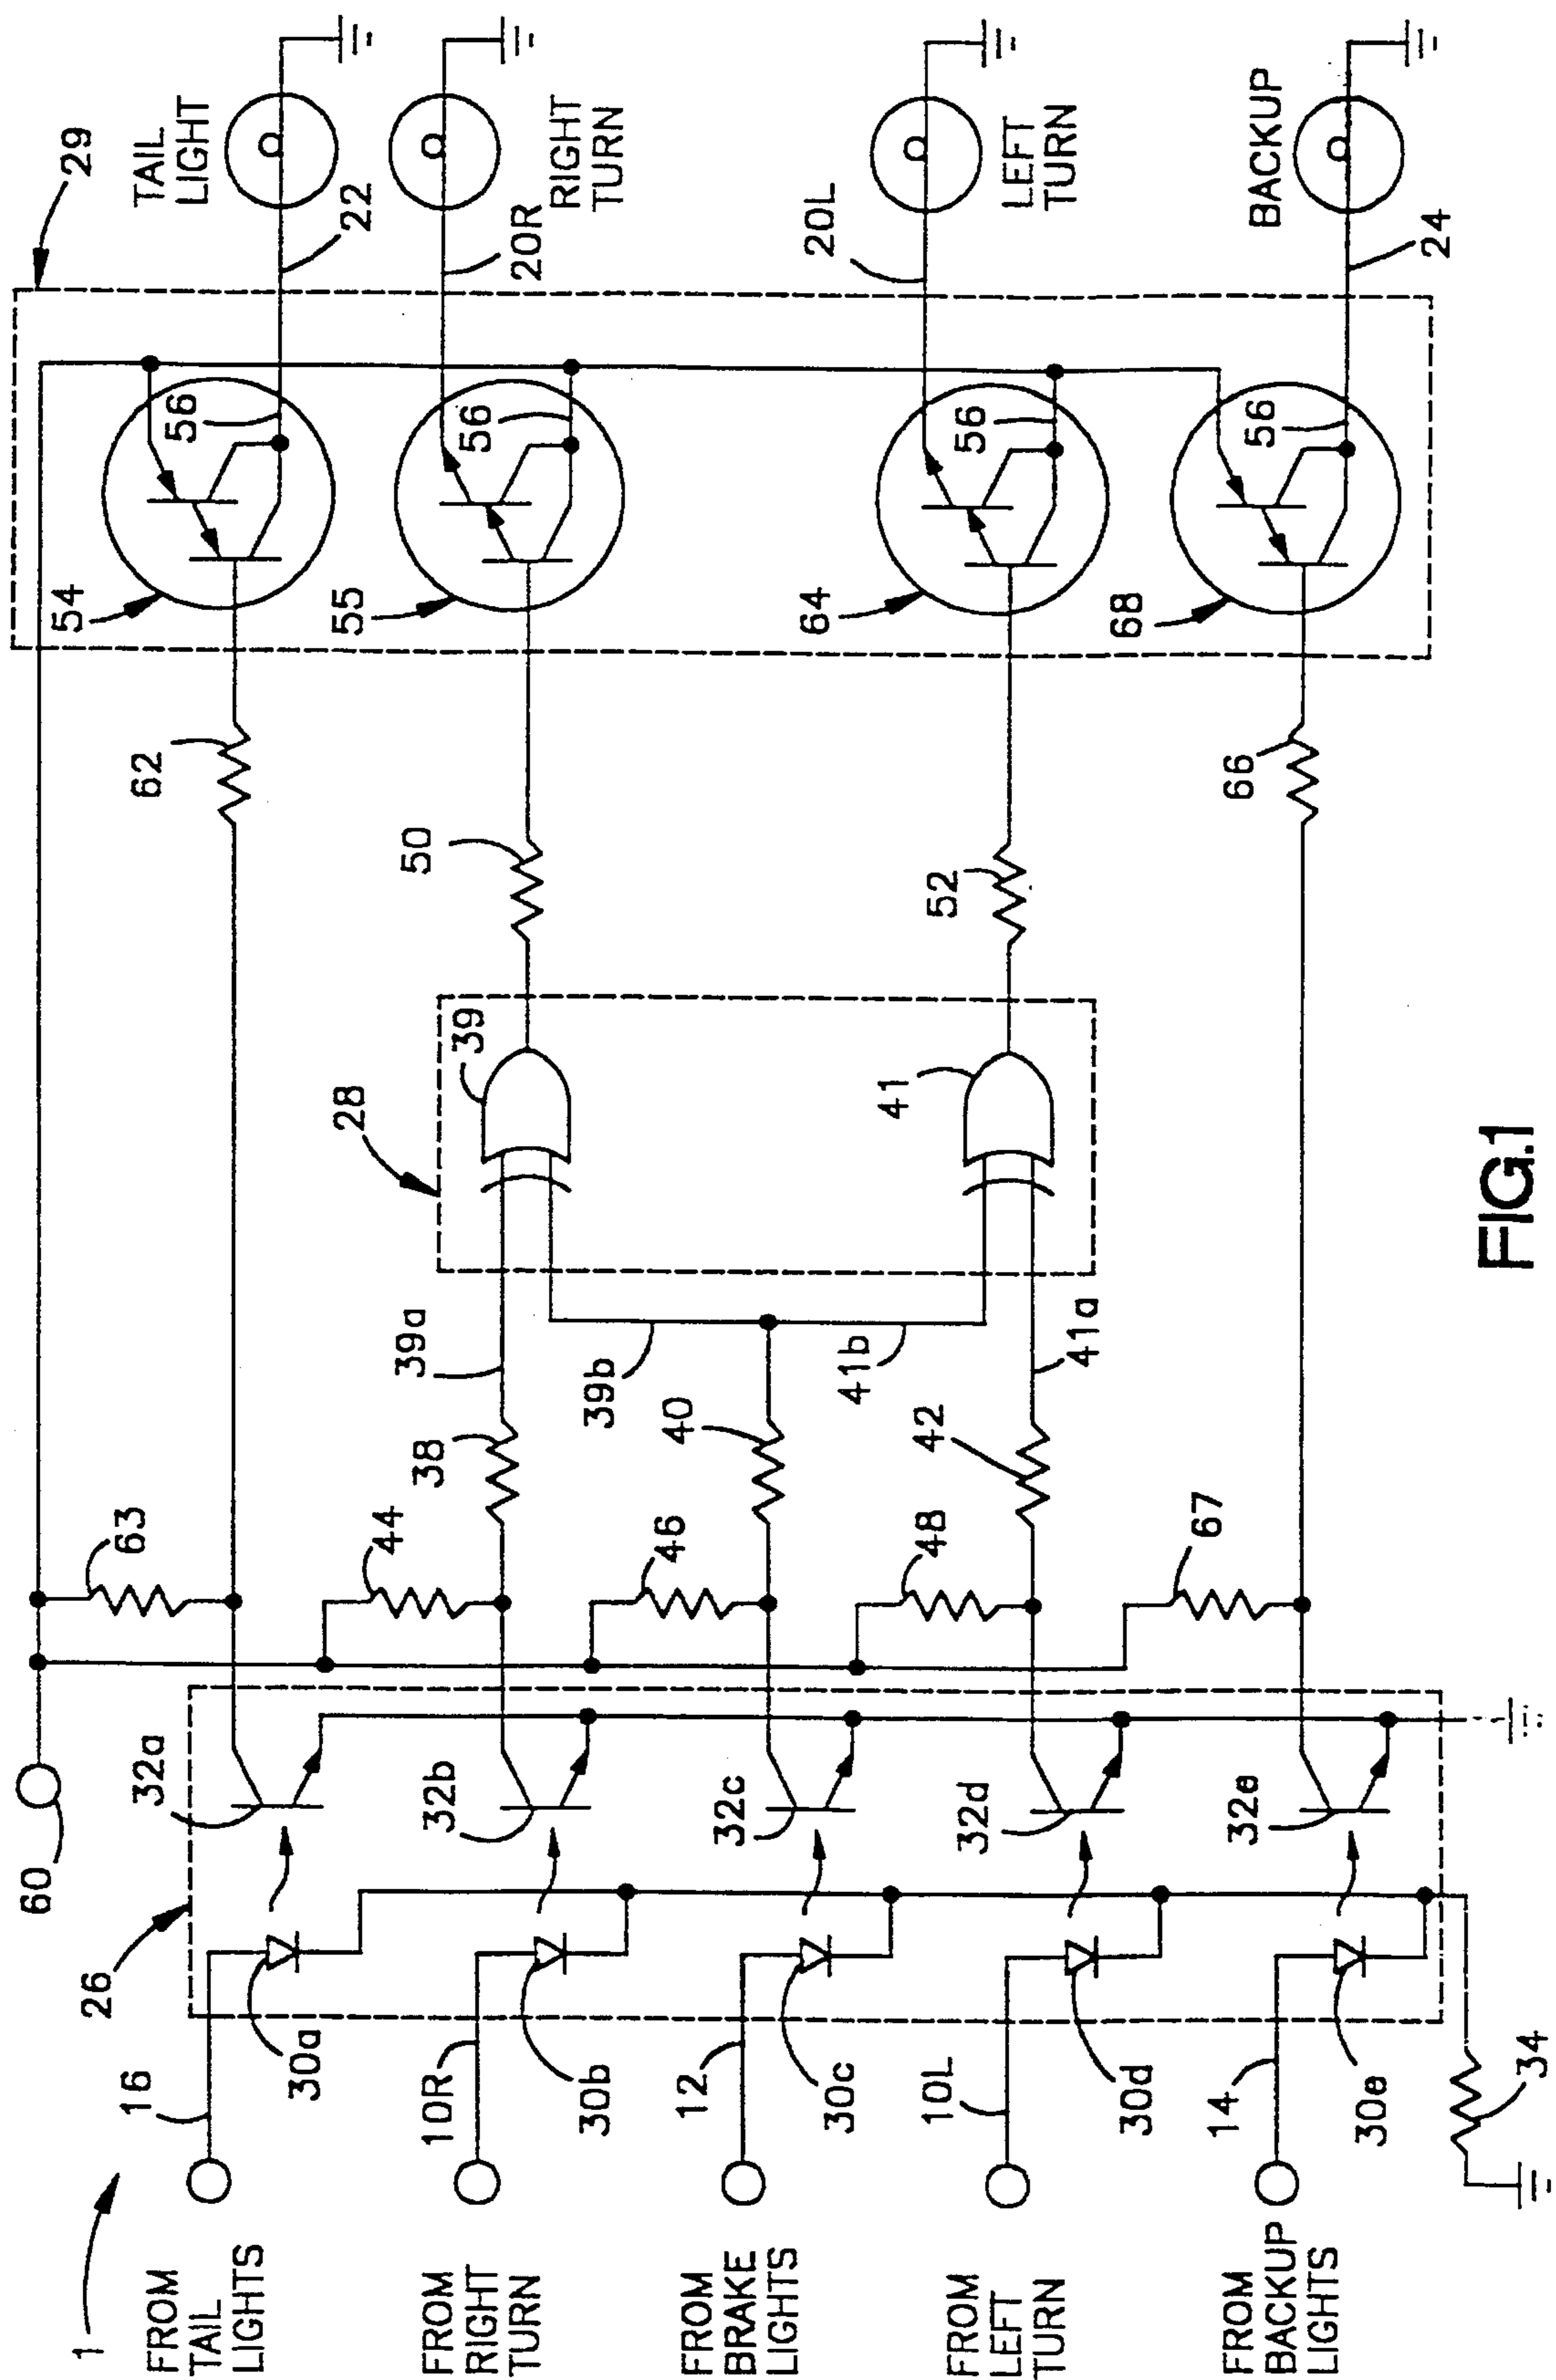 1
FROM
TAIL
LIGHTS
16
30a
26
60
32a
63
62
54
56
29
TAIL
LIGHT
22
FROM
RIGHT
TURN
10R
30b
32b
44
38
39a
28
39
50
55
56
20R
RIGHT
TURN
FROM
BRAKE
LIGHTS
12
30c
32c
46
40
39b
41b
FROM
LEFT
TURN
10L
30d
32d
48
42
41a
41
52
64
56
20L
LEFT
TURN
FROM
BACKUP
LIGHTS
14
30e
32e
67
66
68
56
24
BACKUP
34
FIG.1